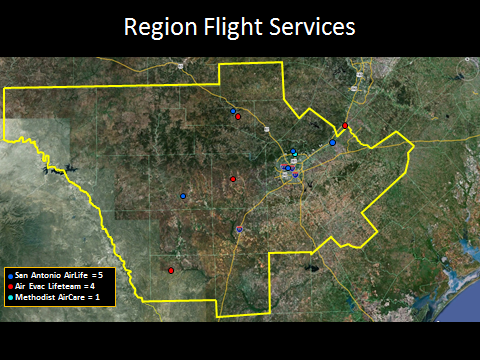 Region Flight Services
San Antonio AirLife = 5
Air Evac Lifeteam = 4
Methodist AirCare = 1